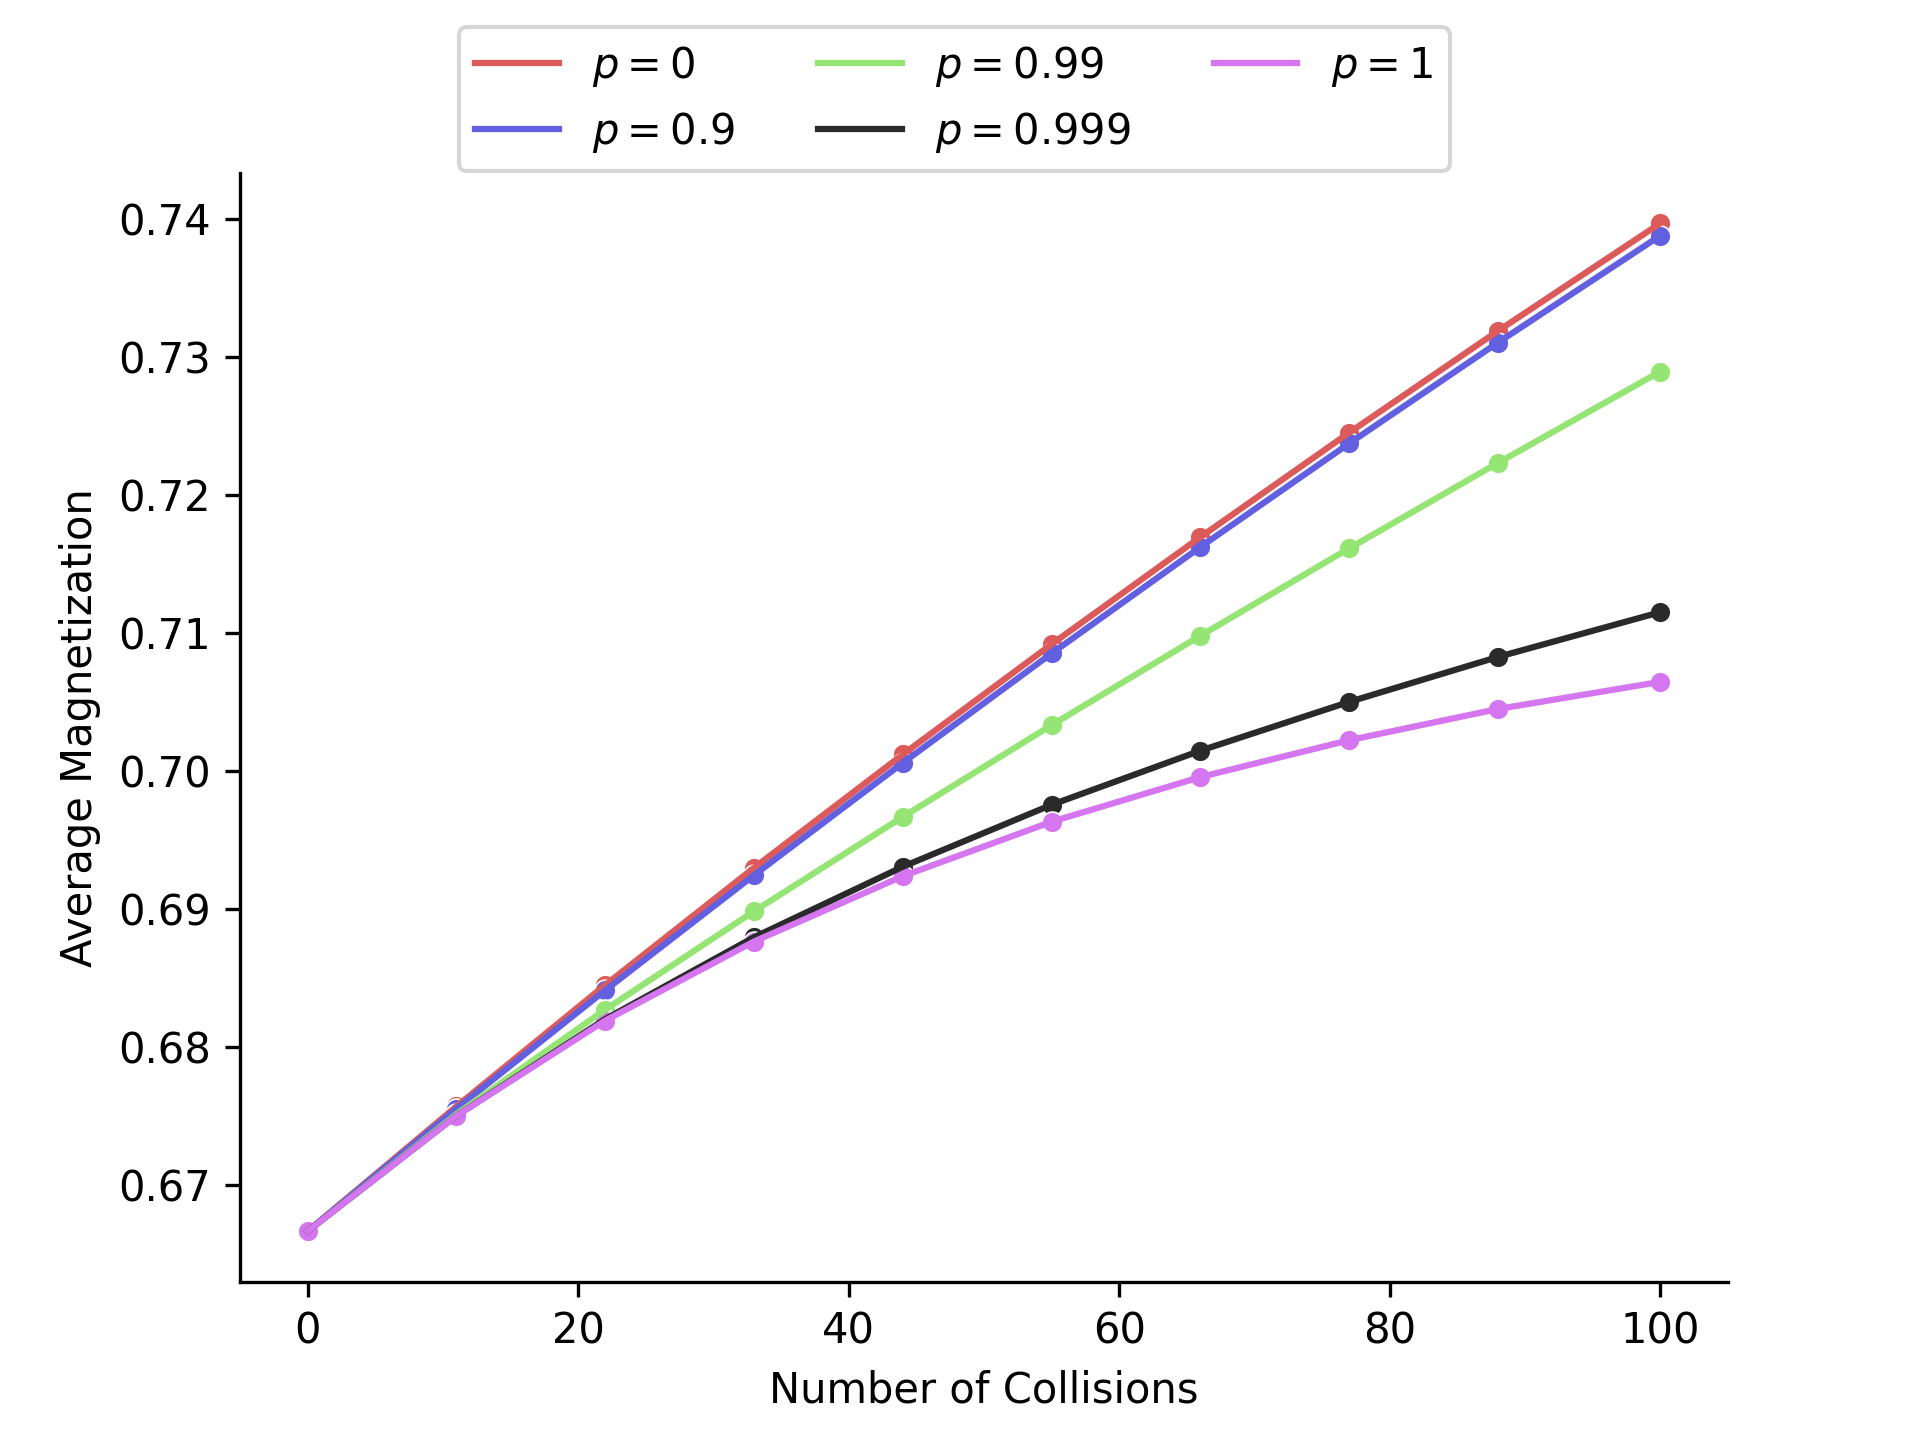 p = 0
p = 0.9
p = 0.99
p = 0.999
p = 1
0.74
0.73
0.72
0.71
0.70
0.69
0.68
0.67
Average Magnetization
0 20 40 60 80 100
Number of Collisions